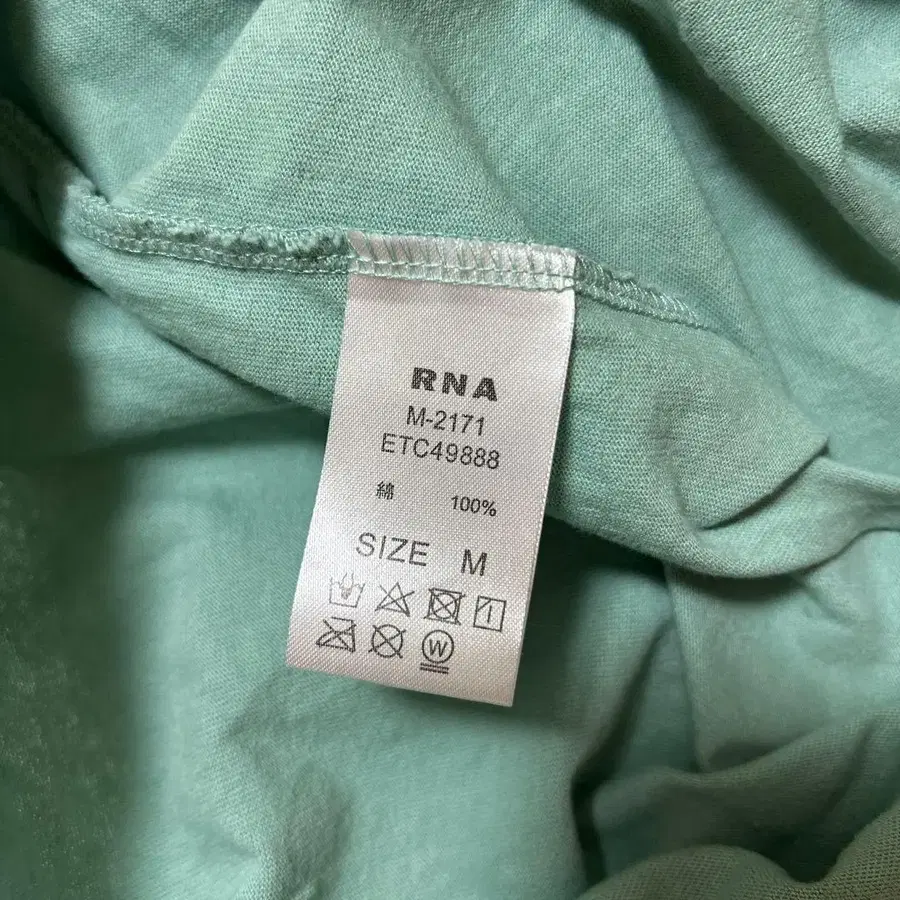 RNA
M-2171
ETC49888
綿 100%
SIZE M
W